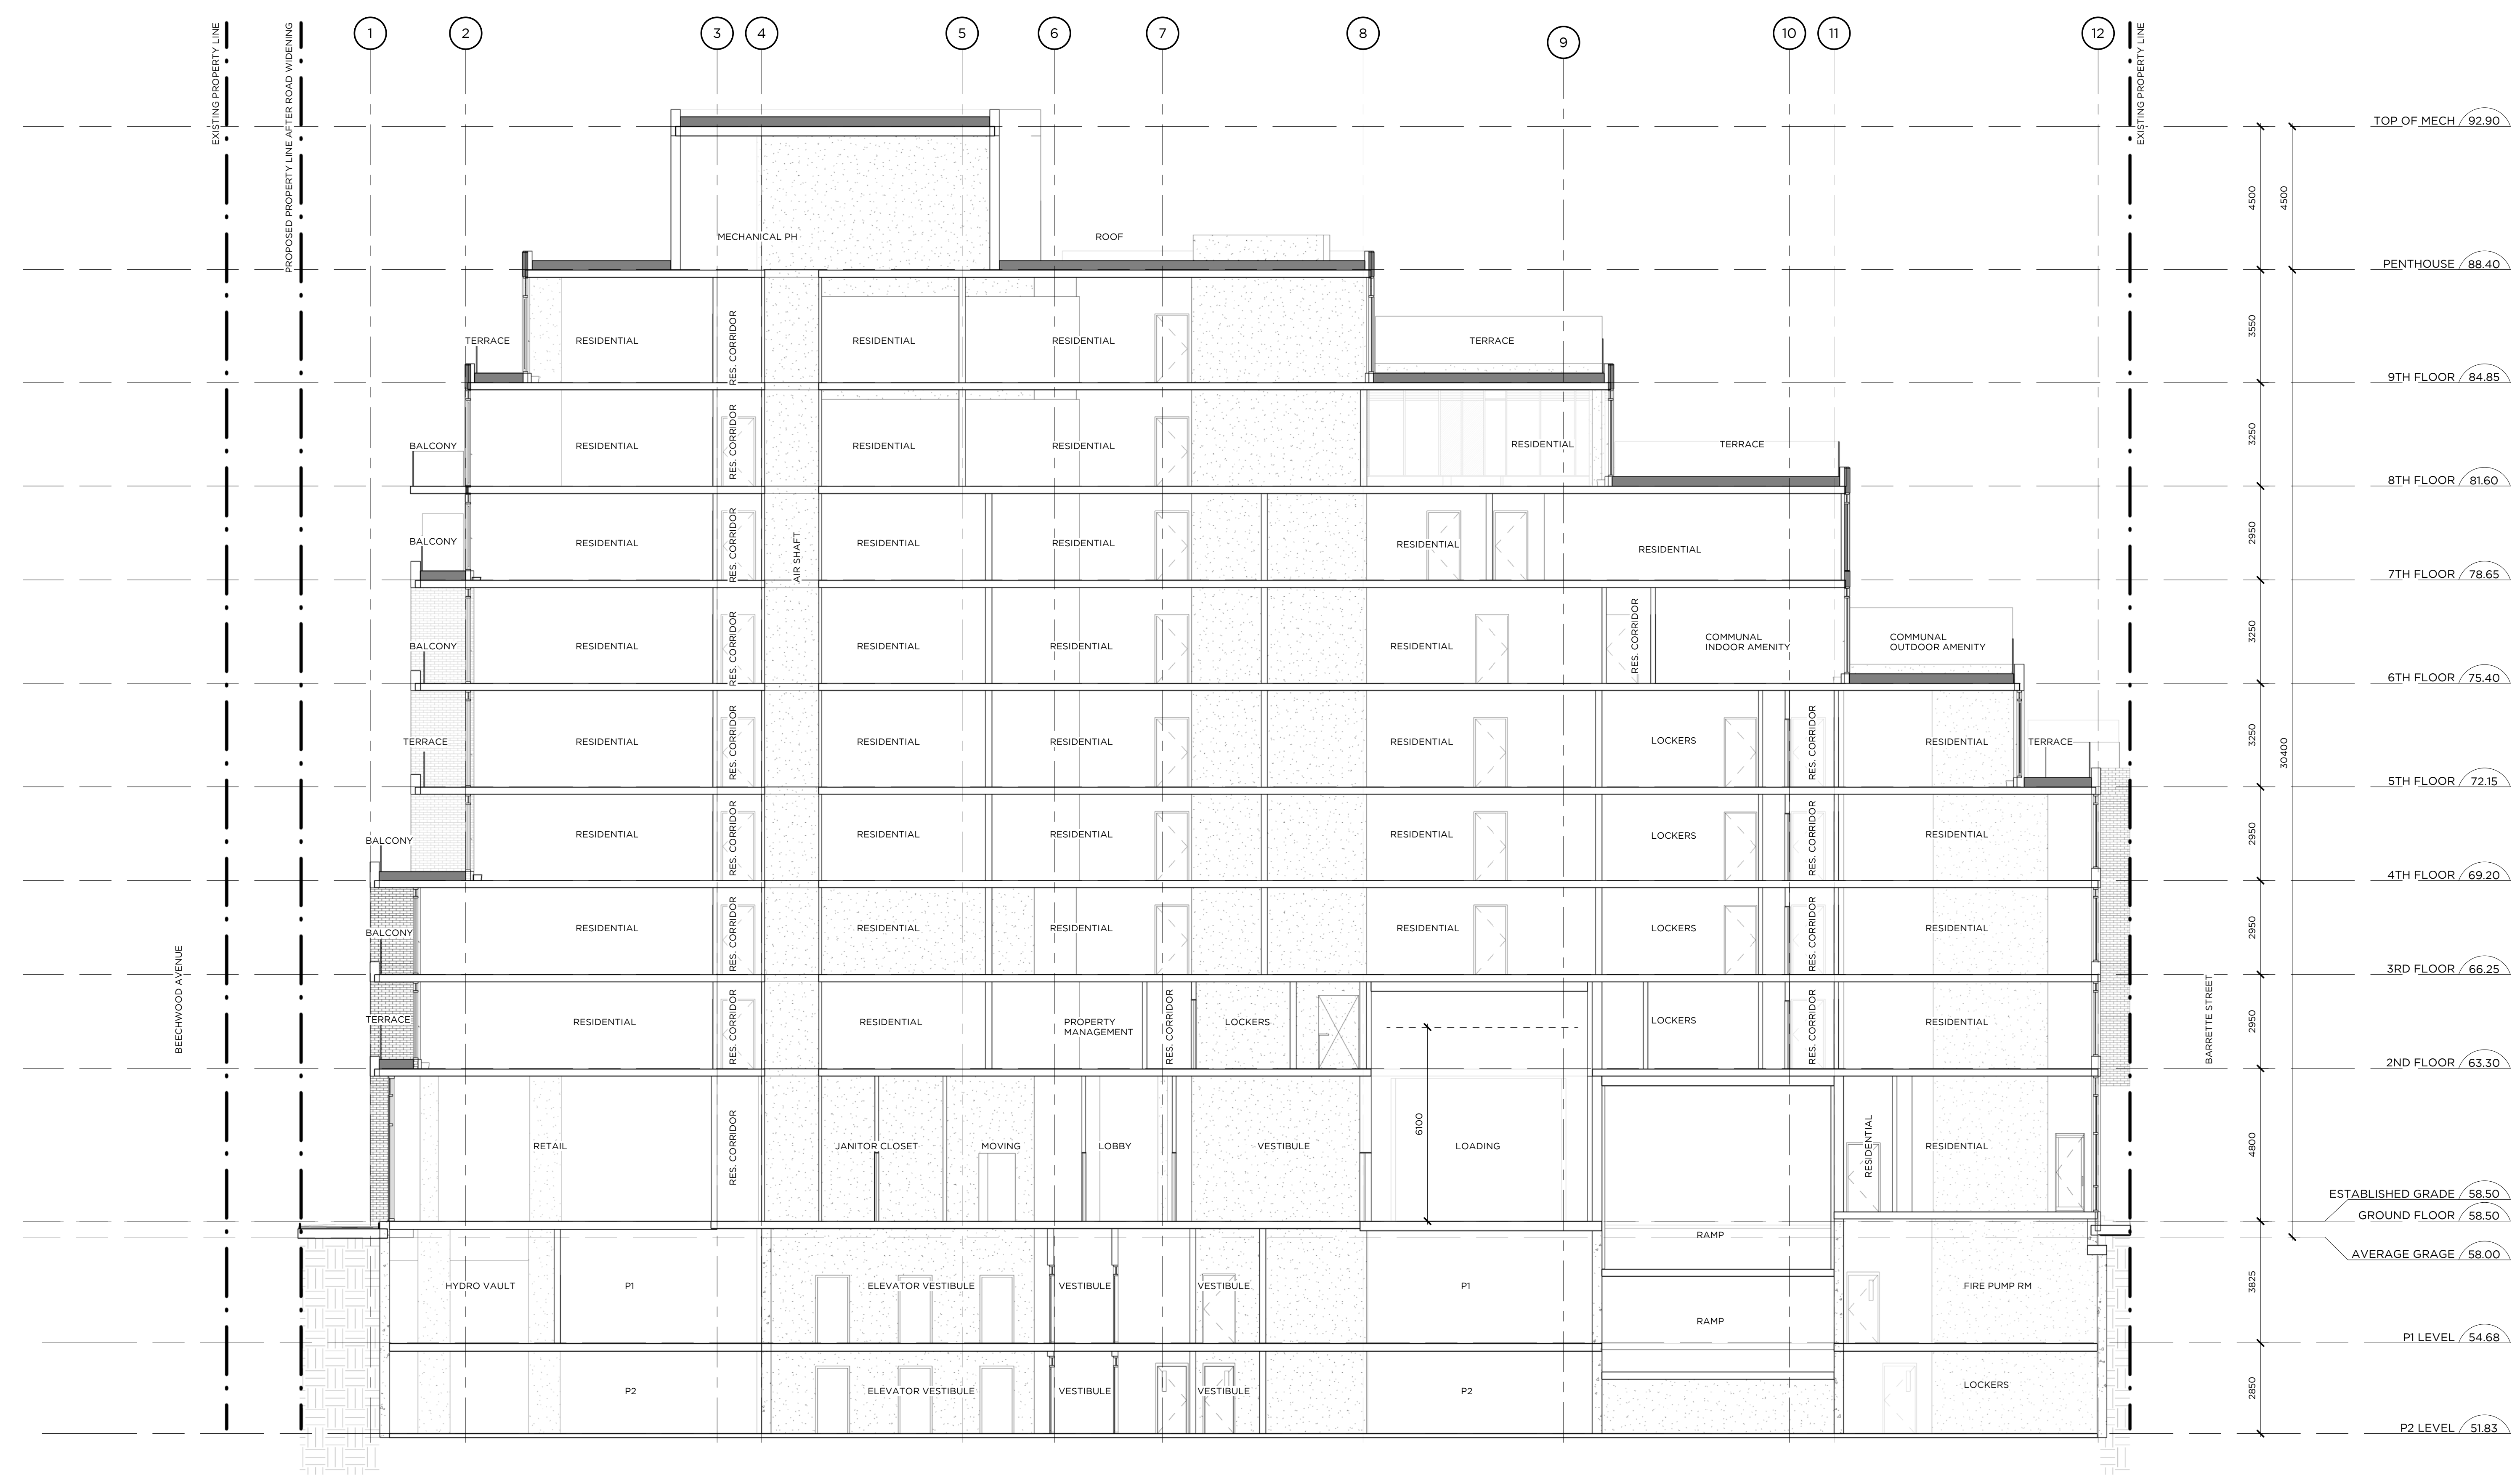 EXISTING PROPERTY LINE
PROPOSED PROPERTY LINE AFTER ROAD WIDENING
1
2
3
4
5
6
7
8
9
10
11
12
EXISTING PROPERTY LINE
TOP OF MECH 92.90
4500
4500
MECHANICAL PH
ROOF
PENTHOUSE 88.40
TERRACE
RESIDENTIAL
RES. CORRIDOR
RESIDENTIAL
RESIDENTIAL
TERRACE
3550
9TH FLOOR 84.85
BALCONY
RESIDENTIAL
RES. CORRIDOR
RESIDENTIAL
RESIDENTIAL
RESIDENTIAL
TERRACE
3250
8TH FLOOR 81.60
BALCONY
RESIDENTIAL
RES. CORRIDOR
AIR SHAFT
RESIDENTIAL
RESIDENTIAL
RESIDENTIAL
RESIDENTIAL
2950
7TH FLOOR 78.65
BALCONY
RESIDENTIAL
RES. CORRIDOR
RESIDENTIAL
RESIDENTIAL
RESIDENTIAL
RES. CORRIDOR
COMMUNAL
INDOOR AMENITY
COMMUNAL
OUTDOOR AMENITY
3250
6TH FLOOR 75.40
TERRACE
RESIDENTIAL
RES. CORRIDOR
RESIDENTIAL
RESIDENTIAL
RESIDENTIAL
LOCKERS
RES. CORRIDOR
RESIDENTIAL
TERRACE
3250
30400
5TH FLOOR 72.15
BALCONY
RESIDENTIAL
RES. CORRIDOR
RESIDENTIAL
RESIDENTIAL
RESIDENTIAL
LOCKERS
RES. CORRIDOR
RESIDENTIAL
2950
4TH FLOOR 69.20
BEECHWOOD AVENUE
BALCONY
RESIDENTIAL
RES. CORRIDOR
RESIDENTIAL
RESIDENTIAL
RESIDENTIAL
LOCKERS
RES. CORRIDOR
RESIDENTIAL
2950
3RD FLOOR 66.25
TERRACE
RESIDENTIAL
RES. CORRIDOR
RESIDENTIAL
PROPERTY
MANAGEMENT
RES. CORRIDOR
LOCKERS
LOCKERS
RES. CORRIDOR
RESIDENTIAL
BARRETTE STREET
2950
2ND FLOOR 63.30
RETAIL
RES. CORRIDOR
JANITOR CLOSET
MOVING
LOBBY
VESTIBULE
6100
LOADING
RESIDENTIAL
RESIDENTIAL
4800
ESTABLISHED GRADE 58.50
GROUND FLOOR 58.50
RAMP
AVERAGE GRAGE 58.00
HYDRO VAULT
P1
ELEVATOR VESTIBULE
VESTIBULE
VESTIBULE
P1
RAMP
FIRE PUMP RM
3825
P1 LEVEL 54.68
P2
ELEVATOR VESTIBULE
VESTIBULE
VESTIBULE
P2
LOCKERS
2850
P2 LEVEL 51.83